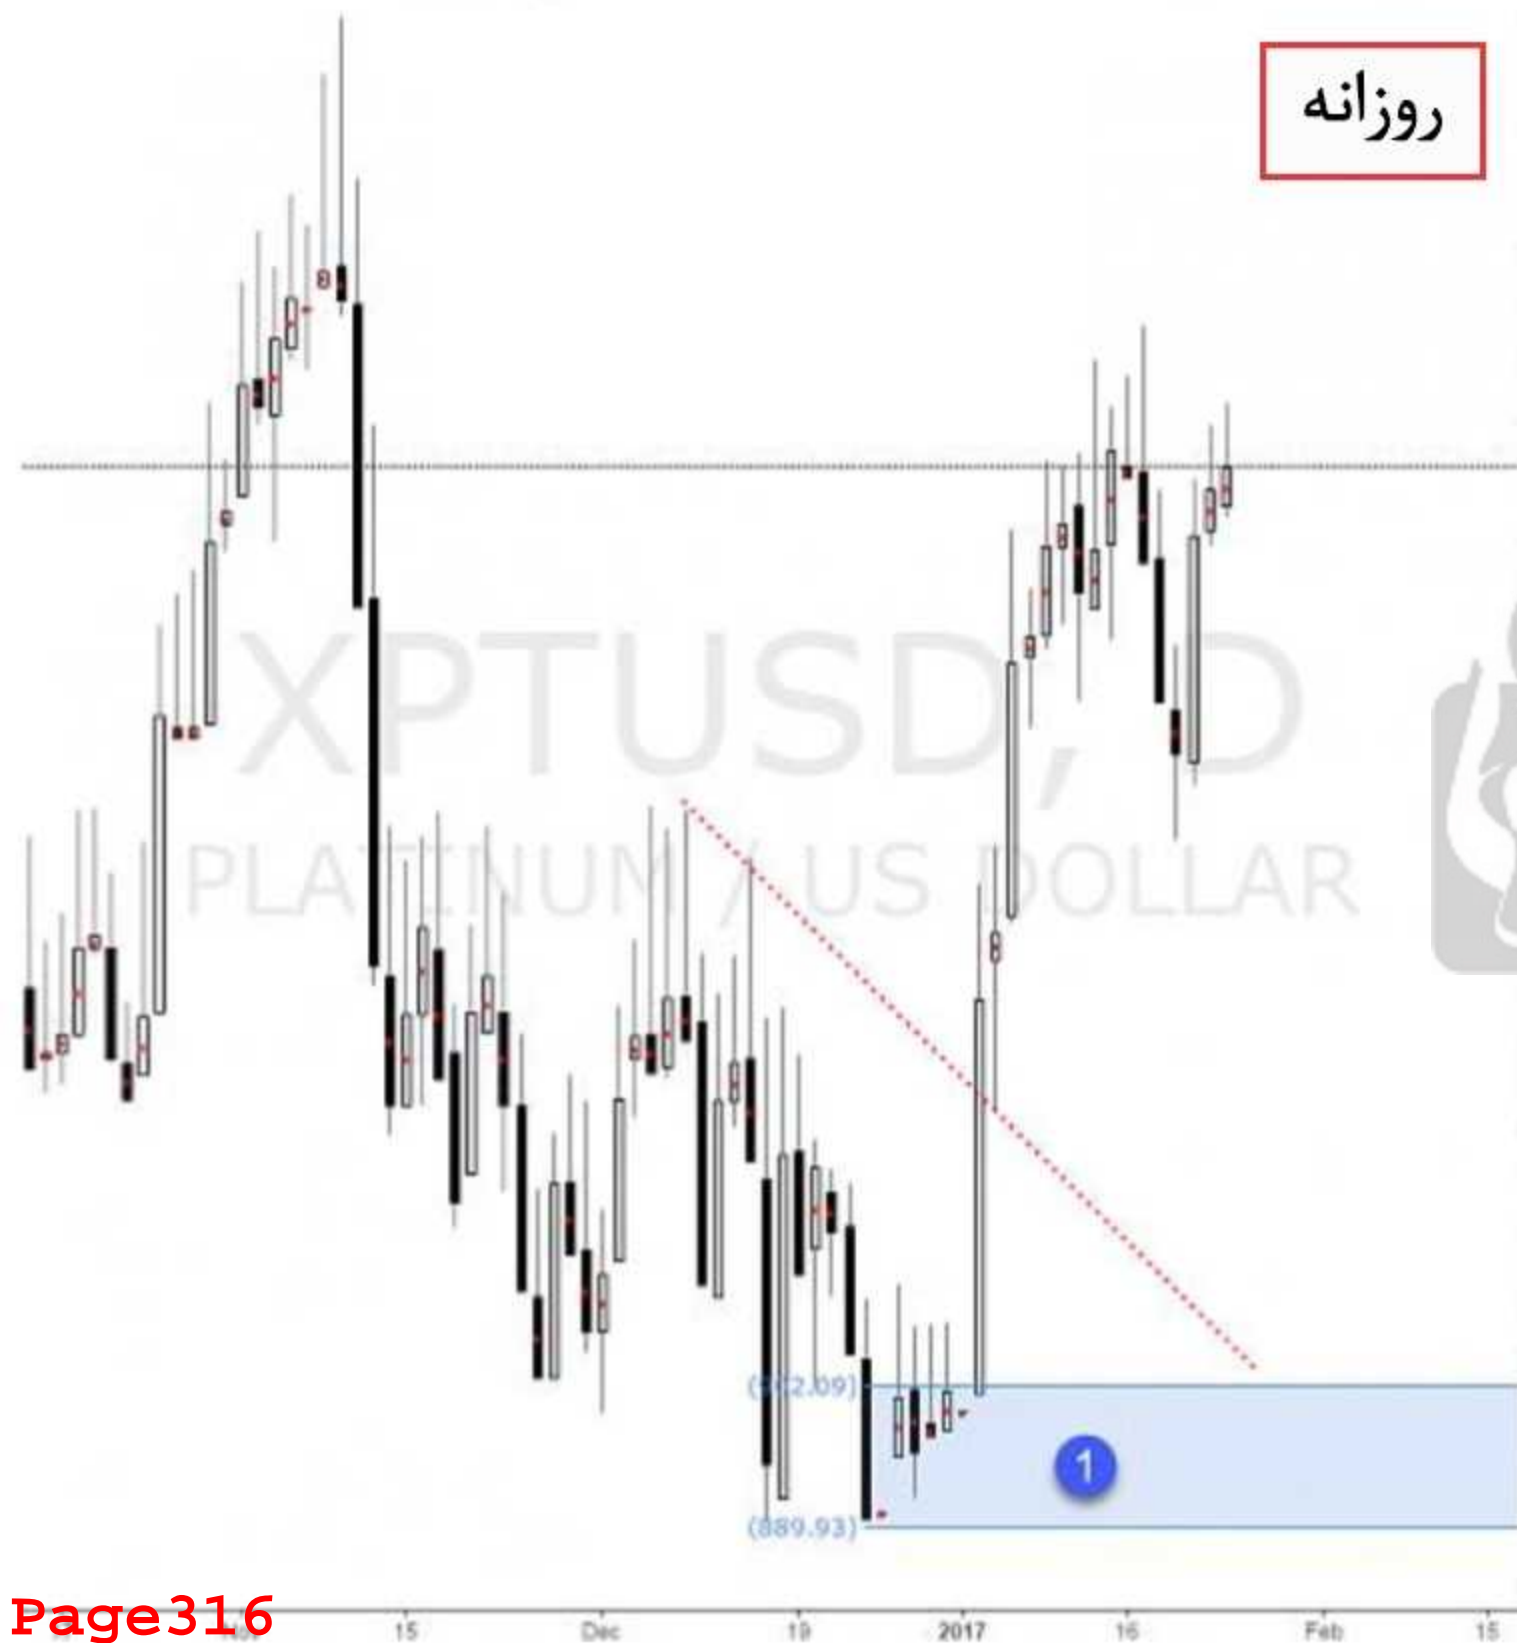 روزانه
XPTUSD, D
PLATINUM / US DOLLAR
(889.93)
1
Page316
15 Dec 19 2017 16 Feb 15